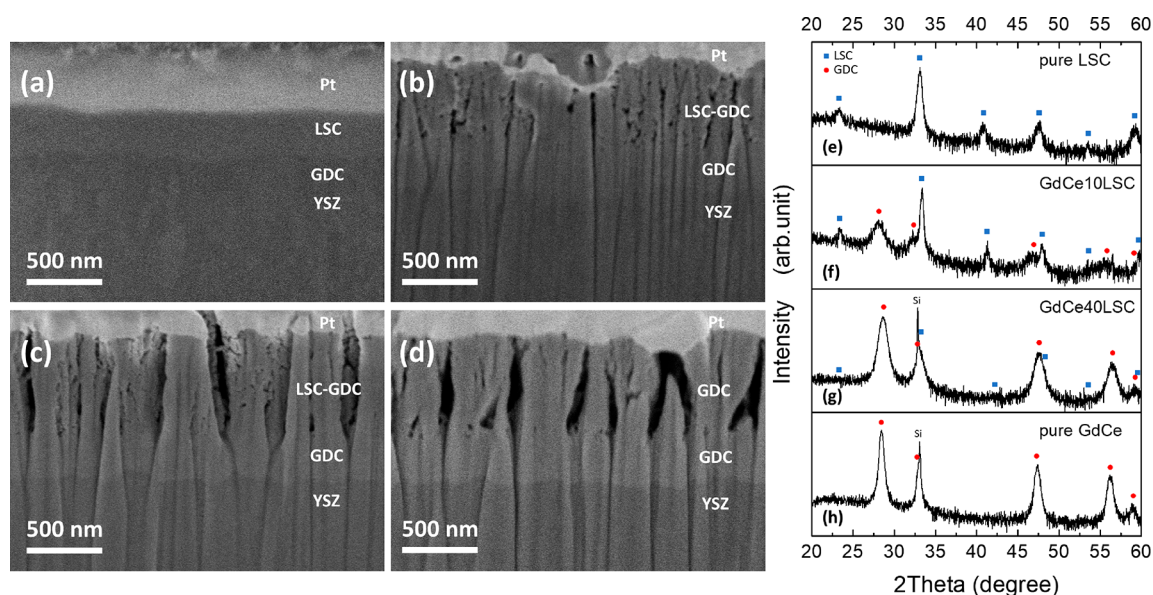 (a)
Pt
LSC
GDC
YSZ
500 nm
(b)
Pt
LSC-GDC
GDC
YSZ
500 nm
(c)
Pt
LSC-GDC
GDC
YSZ
500 nm
(d)
Pt
GDC
GDC
YSZ
500 nm
20 25 30 35 40 45 50 55 60
LSC
GDC
pure LSC
(e)
GdCe10LSC
(f)
GdCe40LSC
Si
(g)
pure GdCe
Si
(h)
Intensity (arb.unit)
20 25 30 35 40 45 50 55 60
2Theta (degree)